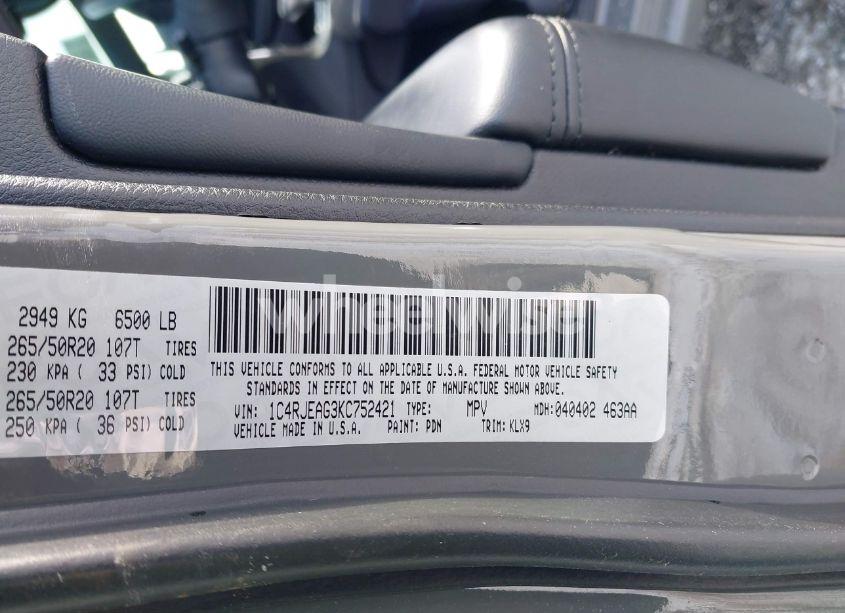 2949 KG 6500 LB
265/50R20 107T TIRES
230 KPA ( 33 PSI) COLD
265/50R20 107T TIRES
250 KPA ( 36 PSI) COLD
wheelwise
THIS VEHICLE CONFORMS TO ALL APPLICABLE U.S.A. FEDERAL MOTOR VEHICLE SAFETY
STANDARDS IN EFFECT ON THE DATE OF MANUFACTURE SHOWN ABOVE.
VIN: 1C4RJEAG3KC752421 TYPE: MPV MDH:040402 463AA
VEHICLE MADE IN U.S.A. PAINT: PDN TRIM: KLX9